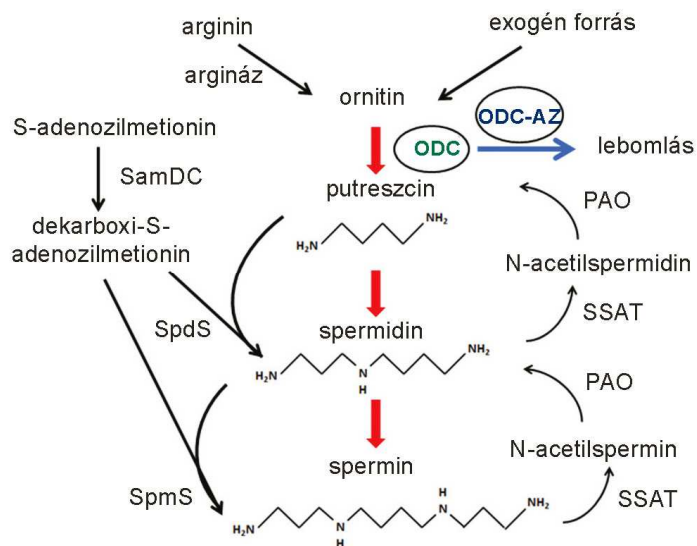 arginin
exogén forrás
argináz
ornitin
ODC-AZ
S-adenozilmetionin
ODC
lebomlás
SamDC
putreszcin
PAO
dekarboxi-S-
adenozilmetionin
H₂N
NH₂
N-acetilspermidin
SpdS
spermidin
SSAT
H₂N
N
H
NH₂
PAO
spermin
N-acetilspermin
SpmS
SSAT
H₂N
N
H
H
N
NH₂